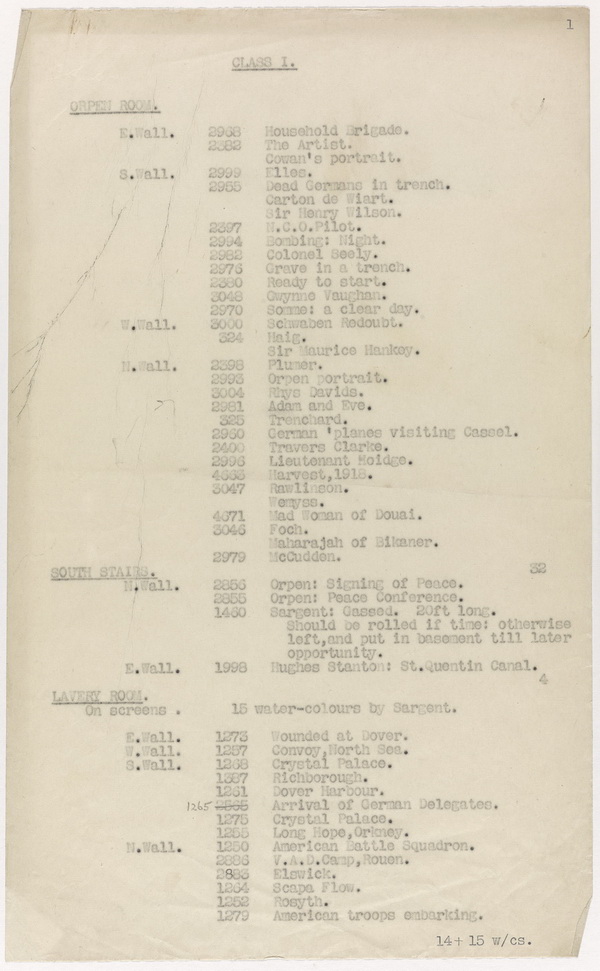 1
CLASS I.
ORPEN ROOM.
E.Wall. 2968 Household Brigade.
2382 The Artist.
Cowan's portrait.
S.Wall. 2999 Elles.
2955 Dead Germans in trench.
Carton de Wiart.
Sir Henry Wilson.
2397 N.C.O.Pilot.
2994 Bombing: Night.
2982 Colonel Seely.
2976 Grave in a trench.
2380 Ready to start.
3048 Gwynne Vaughan.
2970 Somme: a clear day.
W.Wall. 3000 Schwaben Redoubt.
324 Haig.
Sir Maurice Hankey.
N.Wall. 2398 Plumer.
2993 Orpen portrait.
3004 Rhys Davids.
2981 Adam and Eve.
325 Trenchard.
2960 German 'planes visiting Cassel.
2400 Travers Clarke.
2996 Lieutenant Hoidge.
Harvest,1918.
3047 Rawlinson.
Wemyss.
4671 Mad Woman of Douai.
3046 Foch.
Maharajah of Bikaner.
2979 McCudden.
32
SOUTH STAIRS.
N.Wall. 2856 Orpen: Signing of Peace.
2855 Orpen: Peace Conference.
1460 Sargent: Gassed. 20ft long.
Should be rolled if time: otherwise
left,and put in basement till later
opportunity.
E.Wall. 1998 Hughes Stanton: St.Quentin Canal.
4
LAVERY ROOM.
On screens . 15 water-colours by Sargent.
E.Wall. 1273 Wounded at Dover.
W.Wall. 1257 Convoy,North Sea.
S.Wall. 1268 Crystal Palace.
1387 Richborough.
1261 Dover Harbour.
1265 Arrival of German Delegates.
1275 Crystal Palace.
1255 Long Hope,Orkney.
N.Wall. 1250 American Battle Squadron.
2886 V.A.D.Camp,Rouen.
2883 Elswick.
1264 Scapa Flow.
1252 Rosyth.
1279 American troops embarking.
14+ 15 w/cs.